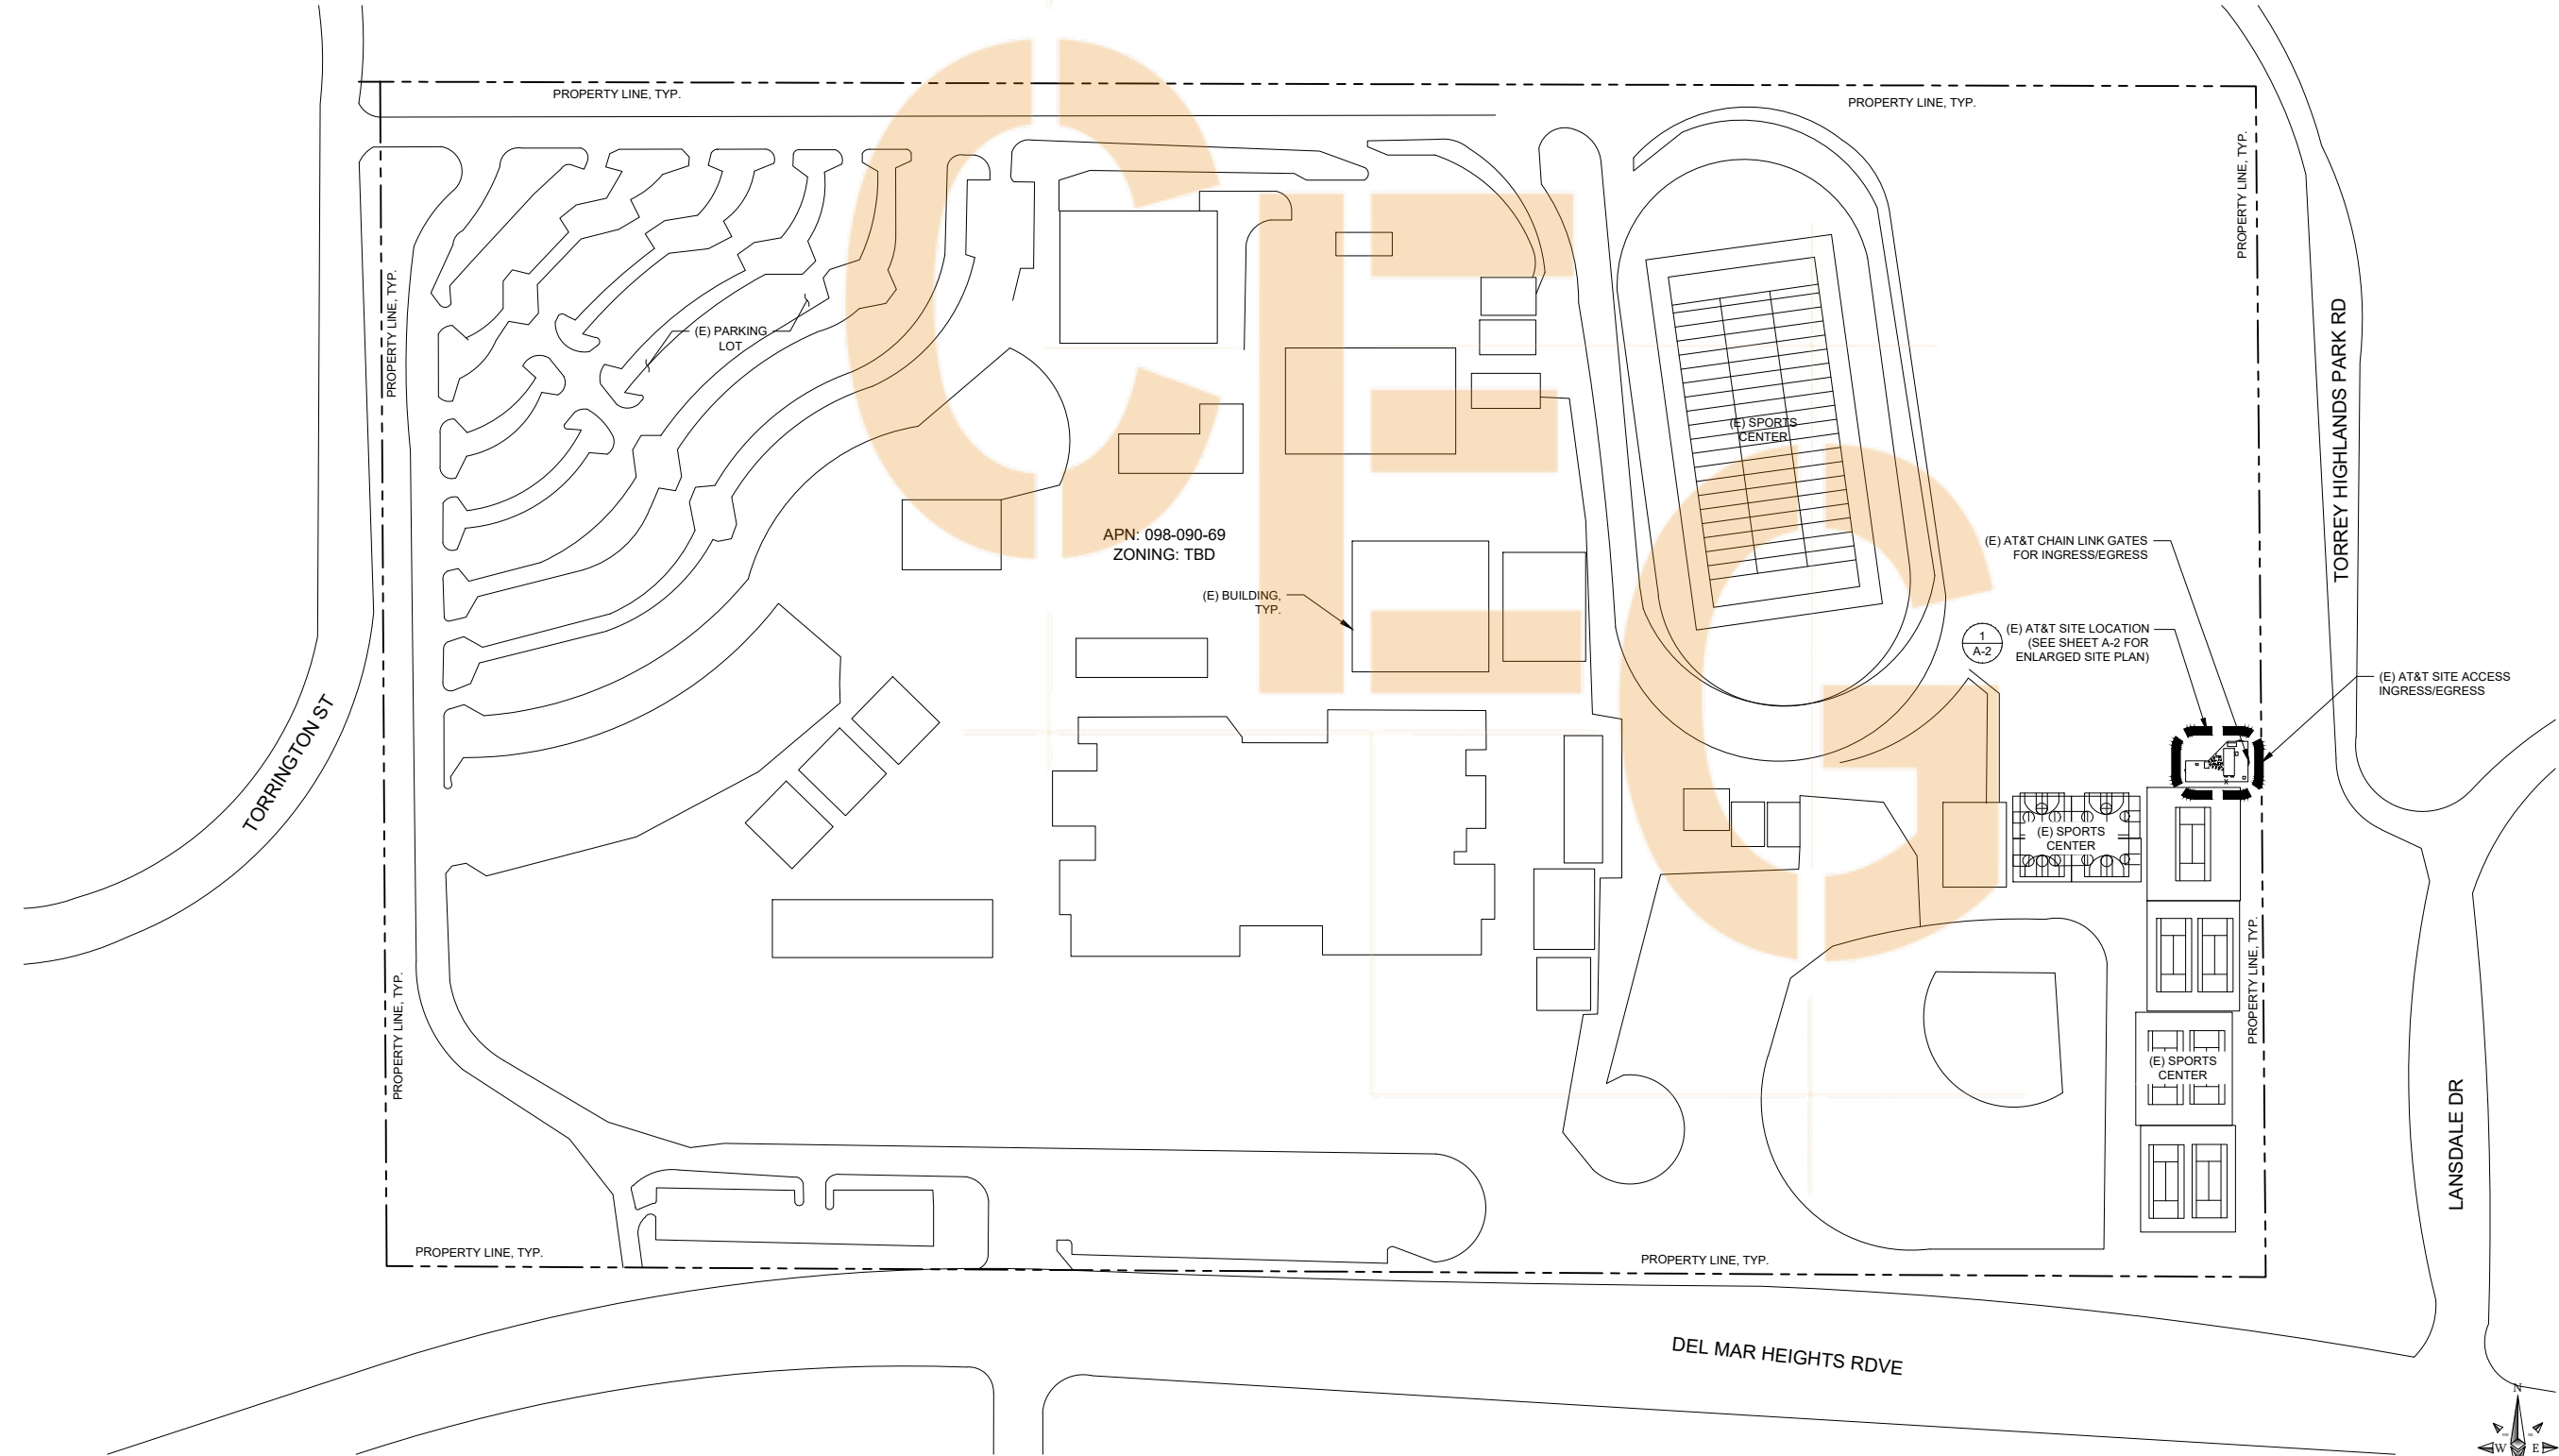 PROPERTY LINE, TYP.
PROPERTY LINE, TYP.
PROPERTY LINE, TYP.
PROPERTY LINE, TYP.
(E) PARKING
LOT
TORREY HIGHLANDS PARK RD
(E) SPORTS
CENTER
APN: 098-090-69
ZONING: TBD
(E) AT&T CHAIN LINK GATES
FOR INGRESS/EGRESS
(E) BUILDING,
TYP.
1
A-2
(E) AT&T SITE LOCATION
(SEE SHEET A-2 FOR
ENLARGED SITE PLAN)
(E) AT&T SITE ACCESS
INGRESS/EGRESS
TORRINGTON ST
(E) SPORTS
CENTER
PROPERTY LINE, TYP.
PROPERTY LINE, TYP.
(E) SPORTS
CENTER
LANSDALE DR
PROPERTY LINE, TYP.
PROPERTY LINE, TYP.
DEL MAR HEIGHTS RDVE
N
W
E
CEG